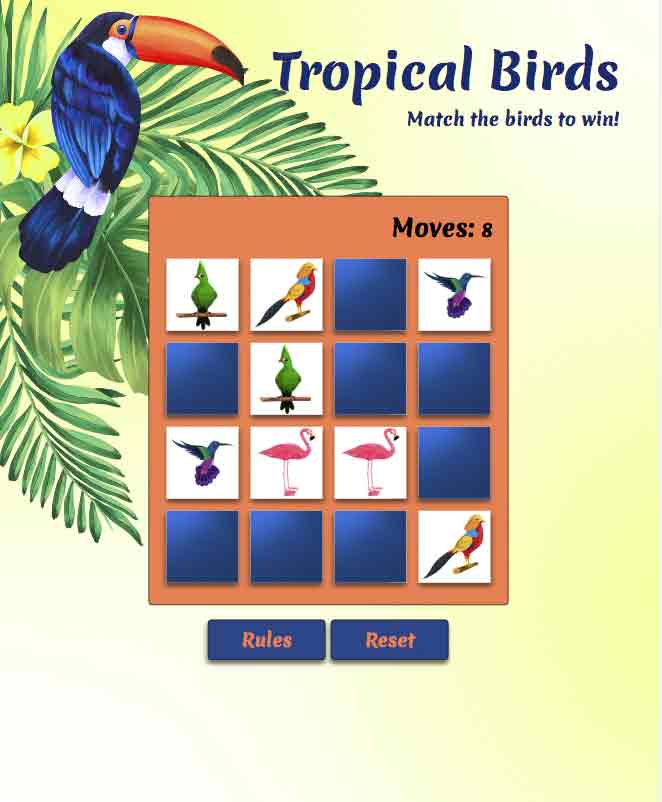 Tropical Birds
Match the birds to win!
Moves: 8
Rules
Reset